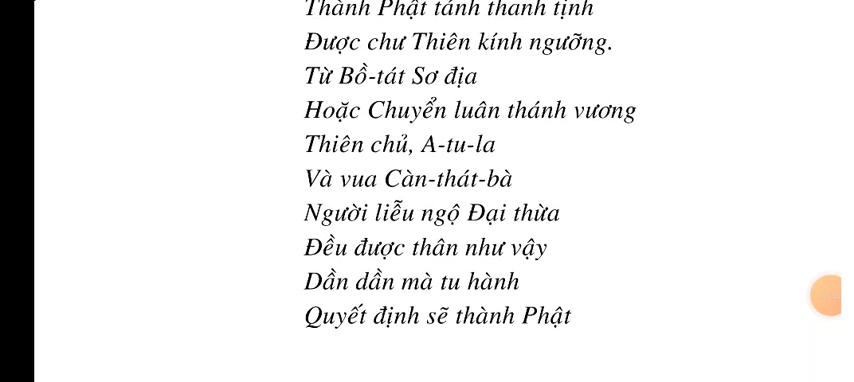 Thành Phật tánh thanh tịnh
Được chư Thiên kính ngưỡng.
Từ Bồ-tát Sơ địa
Hoặc Chuyển luân thánh vương
Thiên chủ, A-tu-la
Và vua Càn-thát-bà
Người liễu ngộ Đại thừa
Đều được thân như vậy
Dần dần mà tu hành
Quyết định sẽ thành Phật